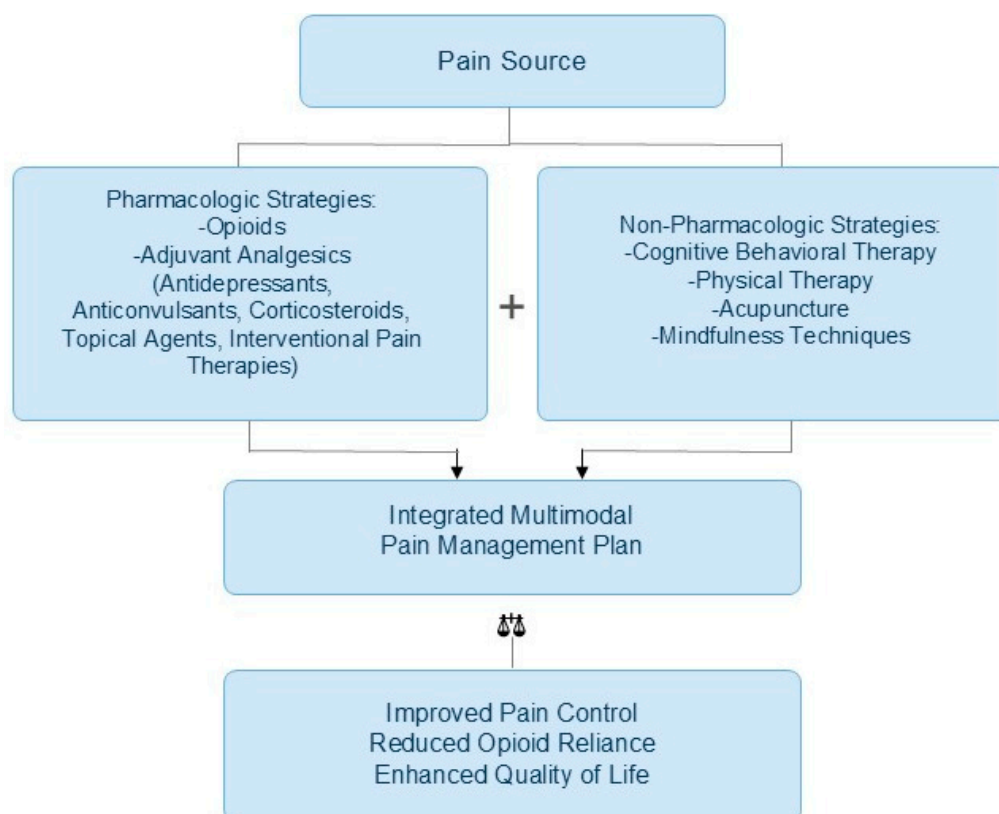 Pain Source
Pharmacologic Strategies:
-Opioids
-Adjuvant Analgesics
(Antidepressants,
Anticonvulsants, Corticosteroids,
Topical Agents, Interventional Pain
Therapies)
+
Non-Pharmacologic Strategies:
-Cognitive Behavioral Therapy
-Physical Therapy
-Acupuncture
-Mindfulness Techniques
Integrated Multimodal
Pain Management Plan
Improved Pain Control
Reduced Opioid Reliance
Enhanced Quality of Life